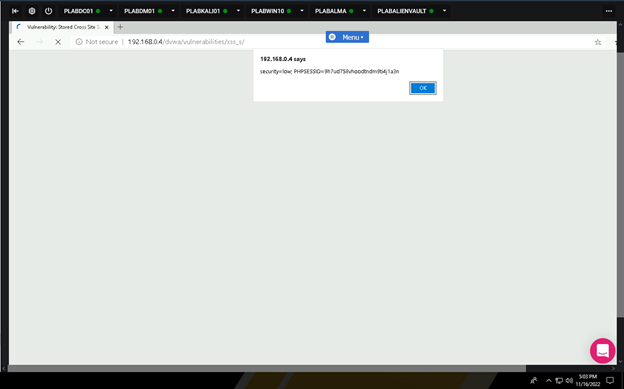 PLABDC01
PLABDM01
PLABKALI01
PLABWIN10
PLABALMA
PLABALIENVAULT
Vulnerability: Stored Cross Site S
Not secure
192.168.0.4/dvwa/vulnerabilities/xss_s/
Menu
192.168.0.4 says
security=low; PHPSESSID=
OK
5:03 PM
11/16/2022